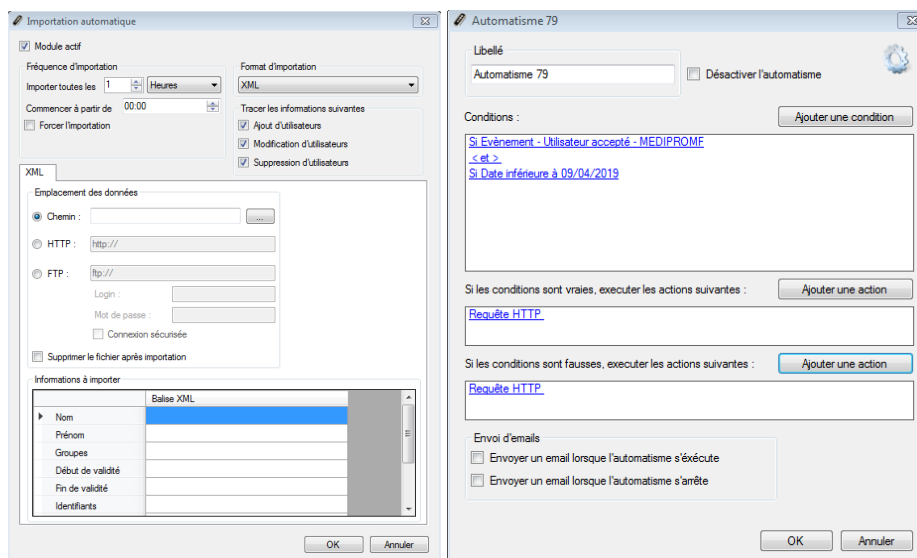 Importation automatique
Module actif
Fréquence d'importation
Importer toutes les 1 Heures
Commencer à partir de 00:00
Forcer l'importation
Format d'importation
XML
Tracer les informations suivantes
Ajout d'utilisateurs
Modification d'utilisateurs
Suppression d'utilisateurs
XML
Emplacement des données
Chemin : ...
HTTP : http://
FTP : ftp://
Login :
Mot de passe :
Connexion sécurisée
Supprimer le fichier après importation
Informations à importer
Balise XML
Nom
Prénom
Groupes
Début de validité
Fin de validité
Identifiants
OK Annuler
Automatisme 79
Libellé
Automatisme 79
Désactiver l'automatisme
Conditions : Ajouter une condition
Si Evènement - Utilisateur accepté - MEDIPROMF
< et >
Si Date inférieure à 09/04/2019
Si les conditions sont vraies, executer les actions suivantes : Ajouter une action
Requête HTTP
Si les conditions sont fausses, executer les actions suivantes : Ajouter une action
Requête HTTP
Envoi d'emails
Envoyer un email lorsque l'automatisme s'éxécute
Envoyer un email lorsque l'automatisme s'arrête
OK Annuler